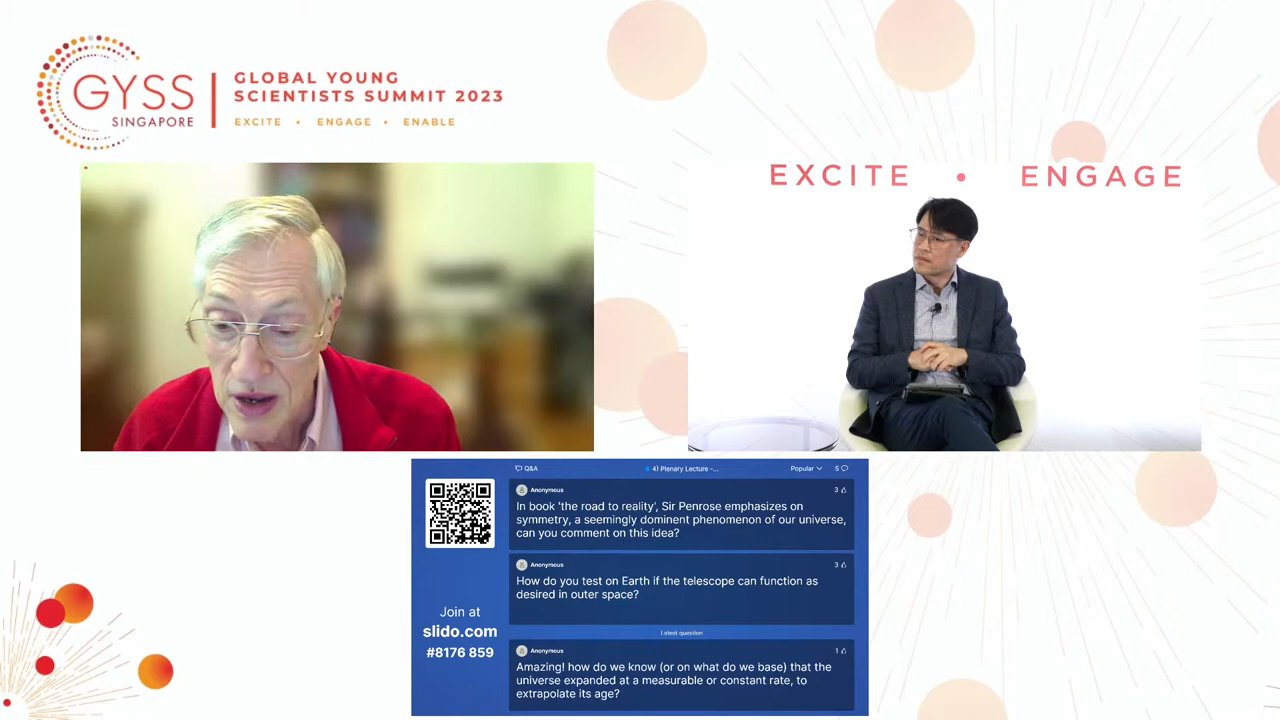 GYSS
SINGAPORE
GLOBAL YOUNG
SCIENTISTS SUMMIT 2023
EXCITE • ENGAGE • ENABLE
EXCITE • ENGAGE
Q&A
4) Plenary Lecture -...
Popular
5
Anonymous
3
In book 'the road to reality', Sir Penrose emphasizes on
symmetry, a seemingly dominent phenomenon of our universe,
can you comment on this idea?
Anonymous
3
How do you test on Earth if the telescope can function as
desired in outer space?
Latest question
Anonymous
1
Amazing! how do we know (or on what do we base) that the
universe expanded at a measurable or constant rate, to
extrapolate its age?
Join at
slido.com
#8176 859